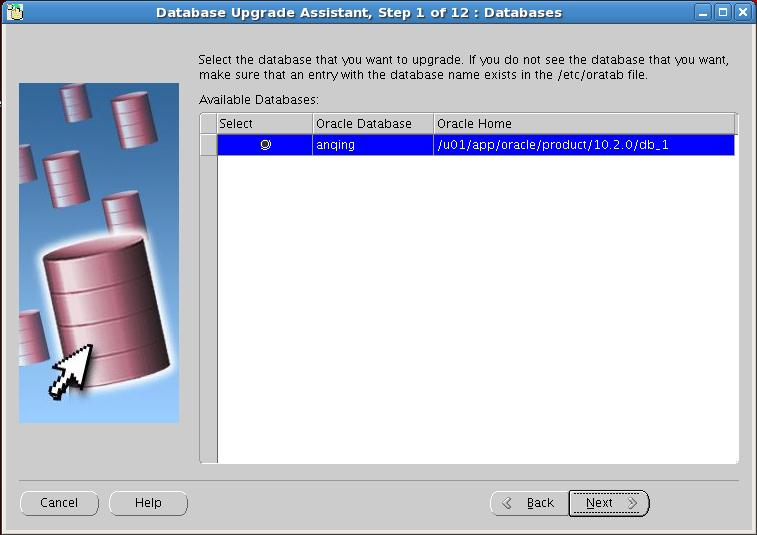 Database Upgrade Assistant, Step 1 of 12 : Databases
Select the database that you want to upgrade. If you do not see the database that you want,
make sure that an entry with the database name exists in the /etc/oratab file.
Available Databases:
Select Oracle Database Oracle Home
anqing /u01/app/oracle/product/10.2.0/db_1
Cancel Help Back Next